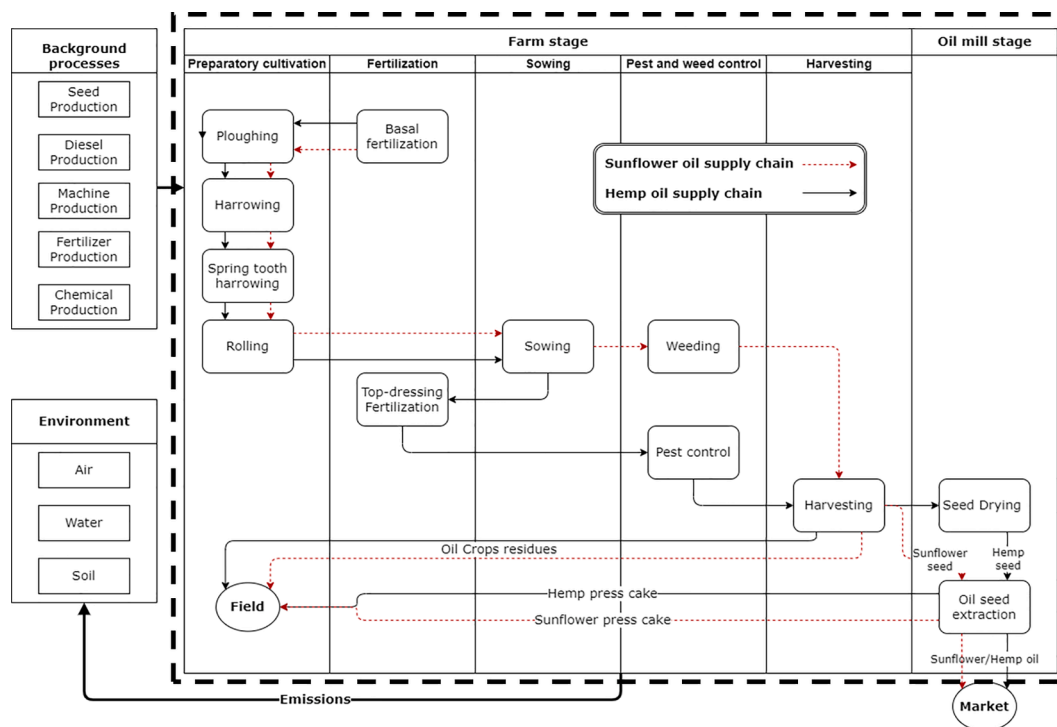 Background
processes
Seed
Production
Diesel
Production
Machine
Production
Fertilizer
Production
Chemical
Production
Environment
Air
Water
Soil
Farm stage
Oil mill stage
Preparatory cultivation
Fertilization
Sowing
Pest and weed control
Harvesting
Ploughing
Basal
fertilization
Sunflower oil supply chain
Hemp oil supply chain
Harrowing
Spring tooth
harrowing
Rolling
Sowing
Weeding
Top-dressing
Fertilization
Pest control
Harvesting
Seed Drying
Oil Crops residues
Sunflower
seed
Hemp
seed
Field
Hemp press cake
Sunflower press cake
Oil seed
extraction
Sunflower/Hemp oil
Emissions
Market